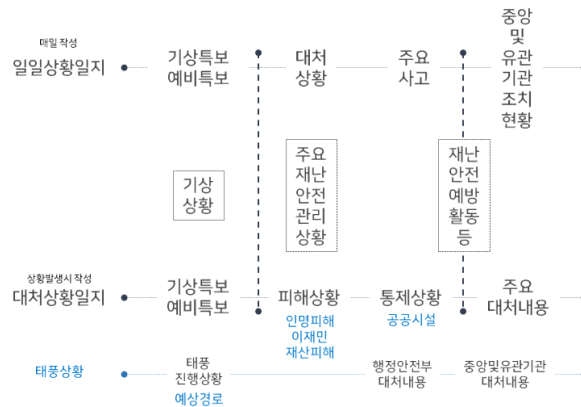 매일 작성
일일상황일지
기상특보
예비특보
대처
상황
주요
사고
중앙
및
유관
기관
조치
현황
기상
상황
주요
재난
안전
관리
상황
재난
안전
예방
활동
등
상황발생시 작성
대처상황일지
기상특보
예비특보
피해상황
인명피해
이재민
재산피해
통제상황
공공시설
주요
대처내용
태풍상황
태풍
진행상황
예상경로
행정안전부
대처내용
중앙및유관기관
대처내용